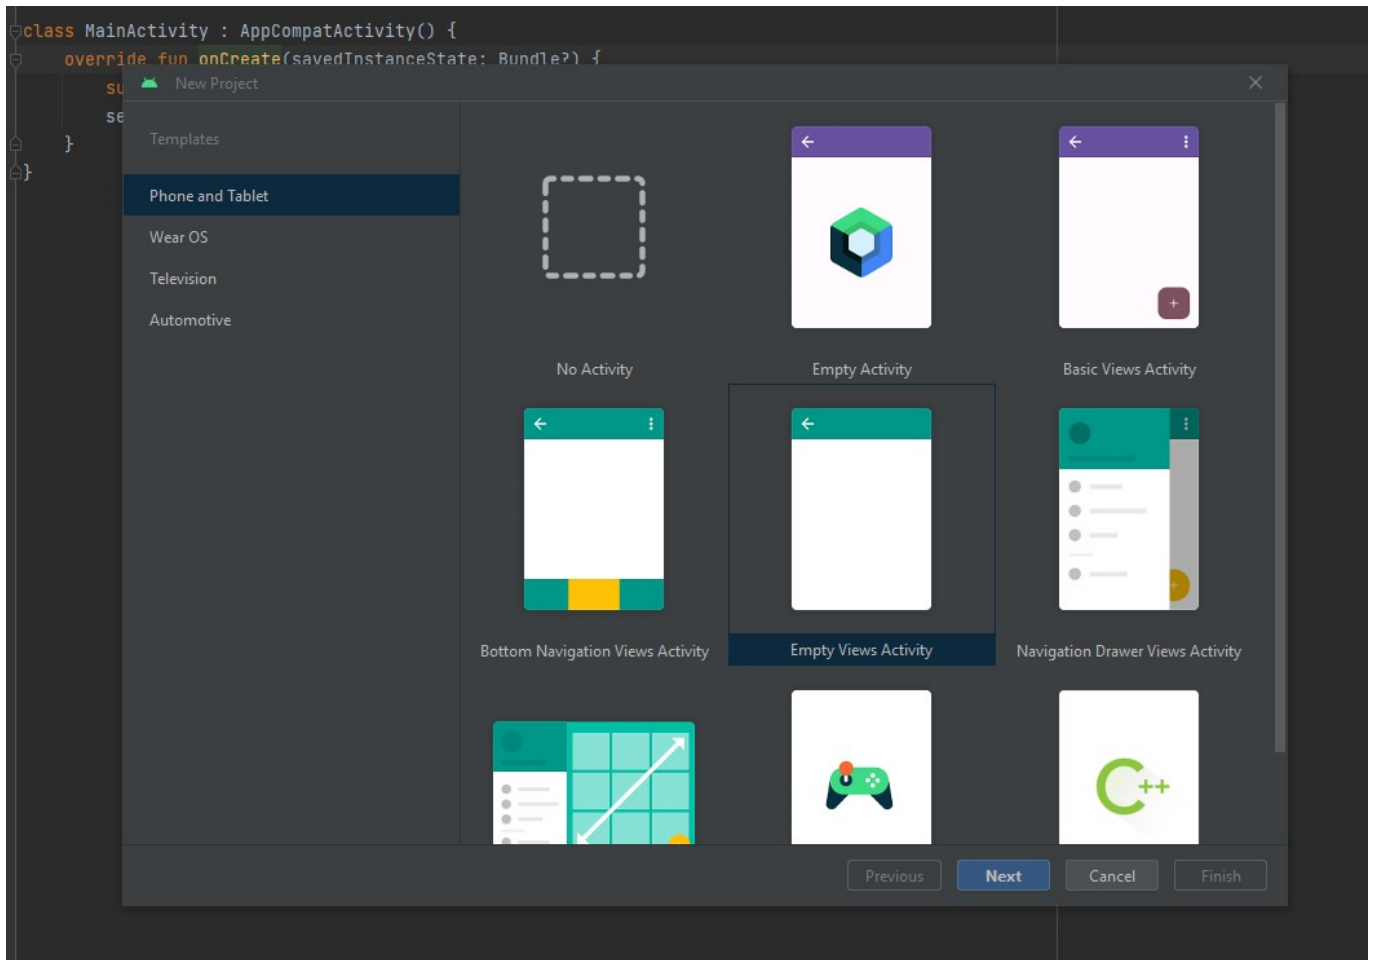 class MainActivity : AppCompatActivity() {
override fun onCreate(savedInstanceState: Bundle?) {
su
se
}
}
New Project
Templates
Phone and Tablet
Wear OS
Television
Automotive
No Activity
Empty Activity
Basic Views Activity
Bottom Navigation Views Activity
Empty Views Activity
Navigation Drawer Views Activity
C++
Previous
Next
Cancel
Finish